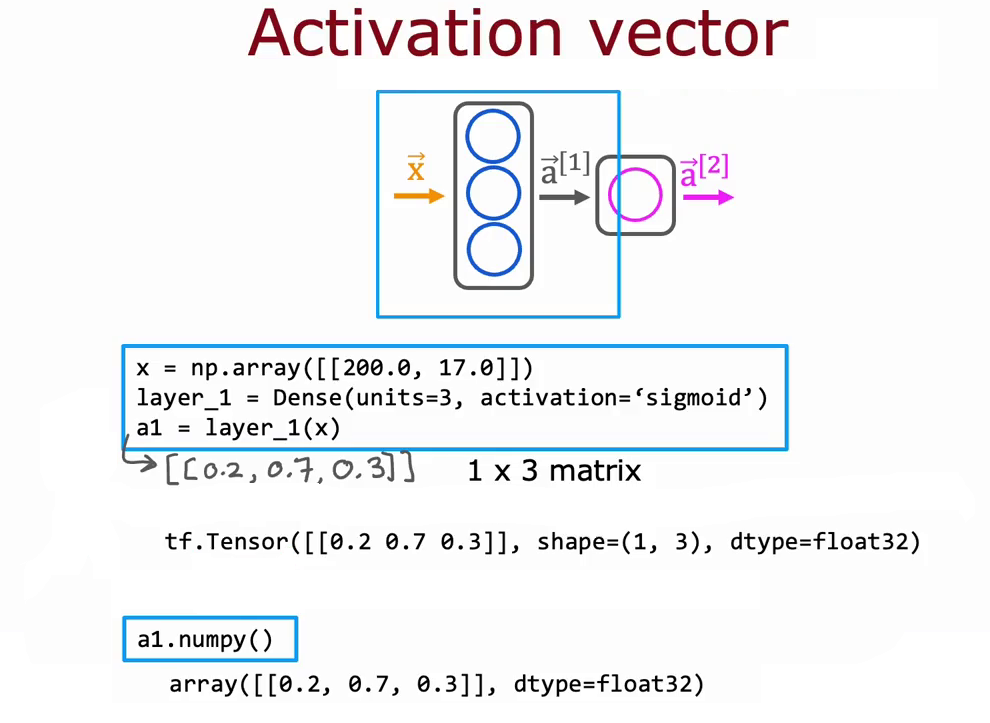 Activation vector
x⃗
a⃗[1]
a⃗[2]
x = np.array([[200.0, 17.0]])
layer_1 = Dense(units=3, activation=‘sigmoid’)
a1 = layer_1(x)
[[0.2, 0.7, 0.3]] 1 x 3 matrix
tf.Tensor([[0.2 0.7 0.3]], shape=(1, 3), dtype=float32)
a1.numpy()
array([[0.2, 0.7, 0.3]], dtype=float32)